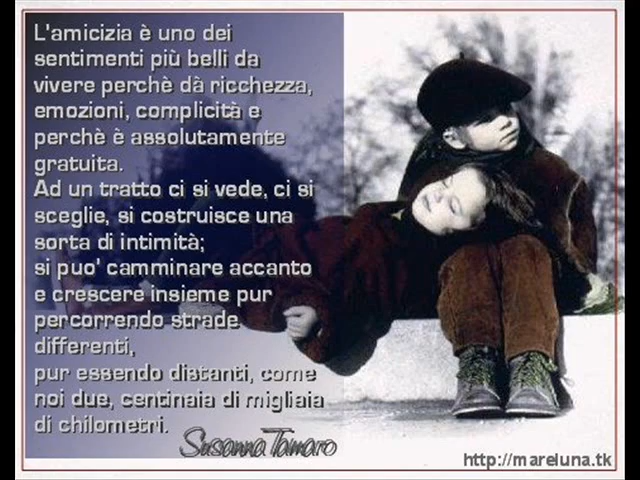 L'amicizia è uno dei
sentimenti più belli da
vivere perchè dà ricchezza,
emozioni, complicità e
perchè è assolutamente
gratuita.
Ad un tratto ci si vede, ci si
sceglie, si costruisce una
sorta di intimità;
si puo' camminare accanto
e crescere insieme pur
percorrendo strade
differenti,
pur essendo distanti, come
noi due, centinaia di migliaia
di chilometri.
Susanna Tamaro
http://mareluna.tk